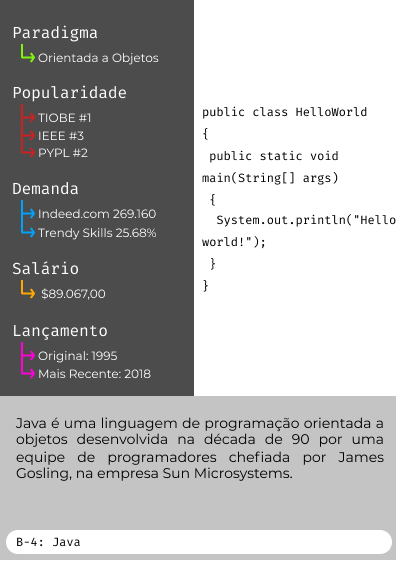 Paradigma
Orientada a Objetos
Popularidade
TIOBE #1
IEEE #3
PYPL #2
Demanda
Indeed.com 269.160
Trendy Skills 25.68%
Salário
$89.067,00
Lançamento
Original: 1995
Mais Recente: 2018
public class HelloWorld
{
public static void
main(String[] args)
{
System.out.println("Hello
world!");
}
}
Java é uma linguagem de programação orientada a
objetos desenvolvida na década de 90 por uma
equipe de programadores chefiada por James
Gosling, na empresa Sun Microsystems.
B-4: Java